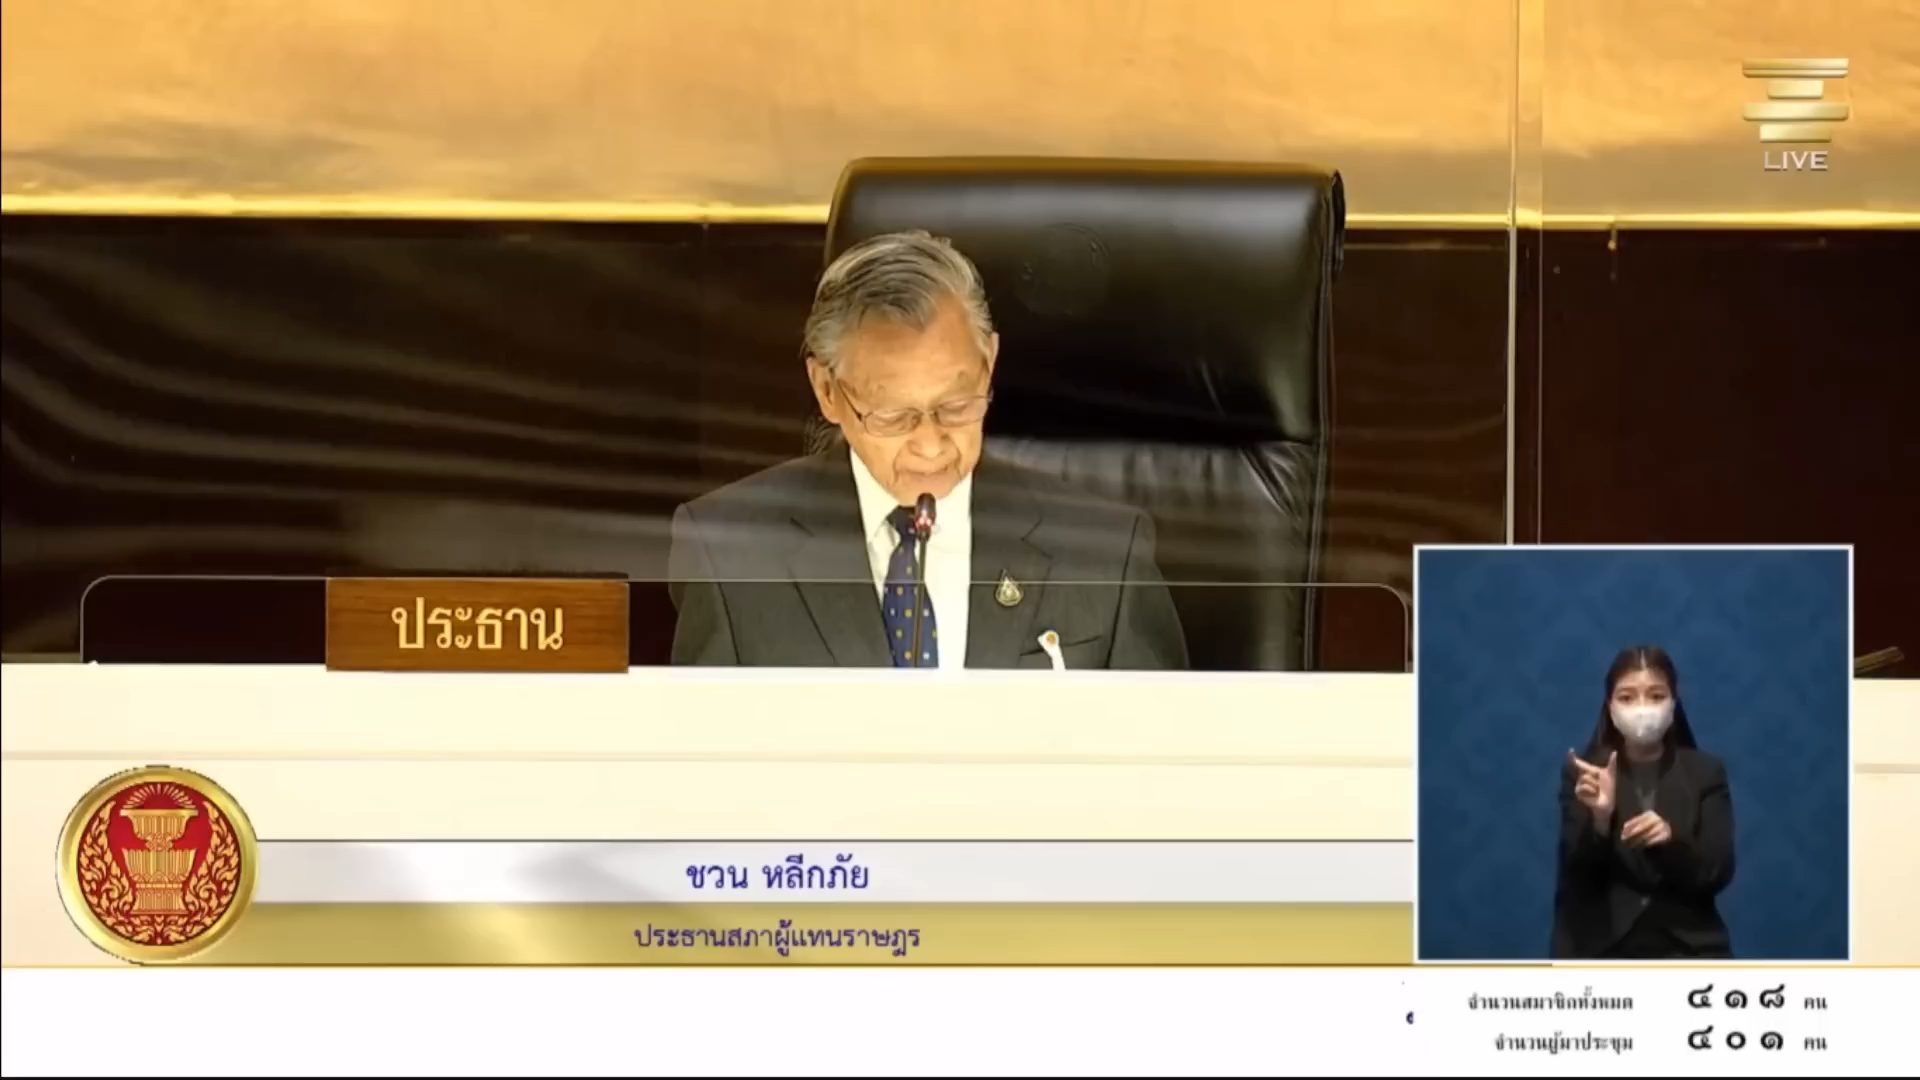 LIVE
ประธาน
ชวน หลีกภัย
ประธานสภาผู้แทนราษฎร
จำนวนสมาชิกทั้งหมด ๔๑๘ คน
จำนวนผู้มาประชุม ๔๐๑ คน